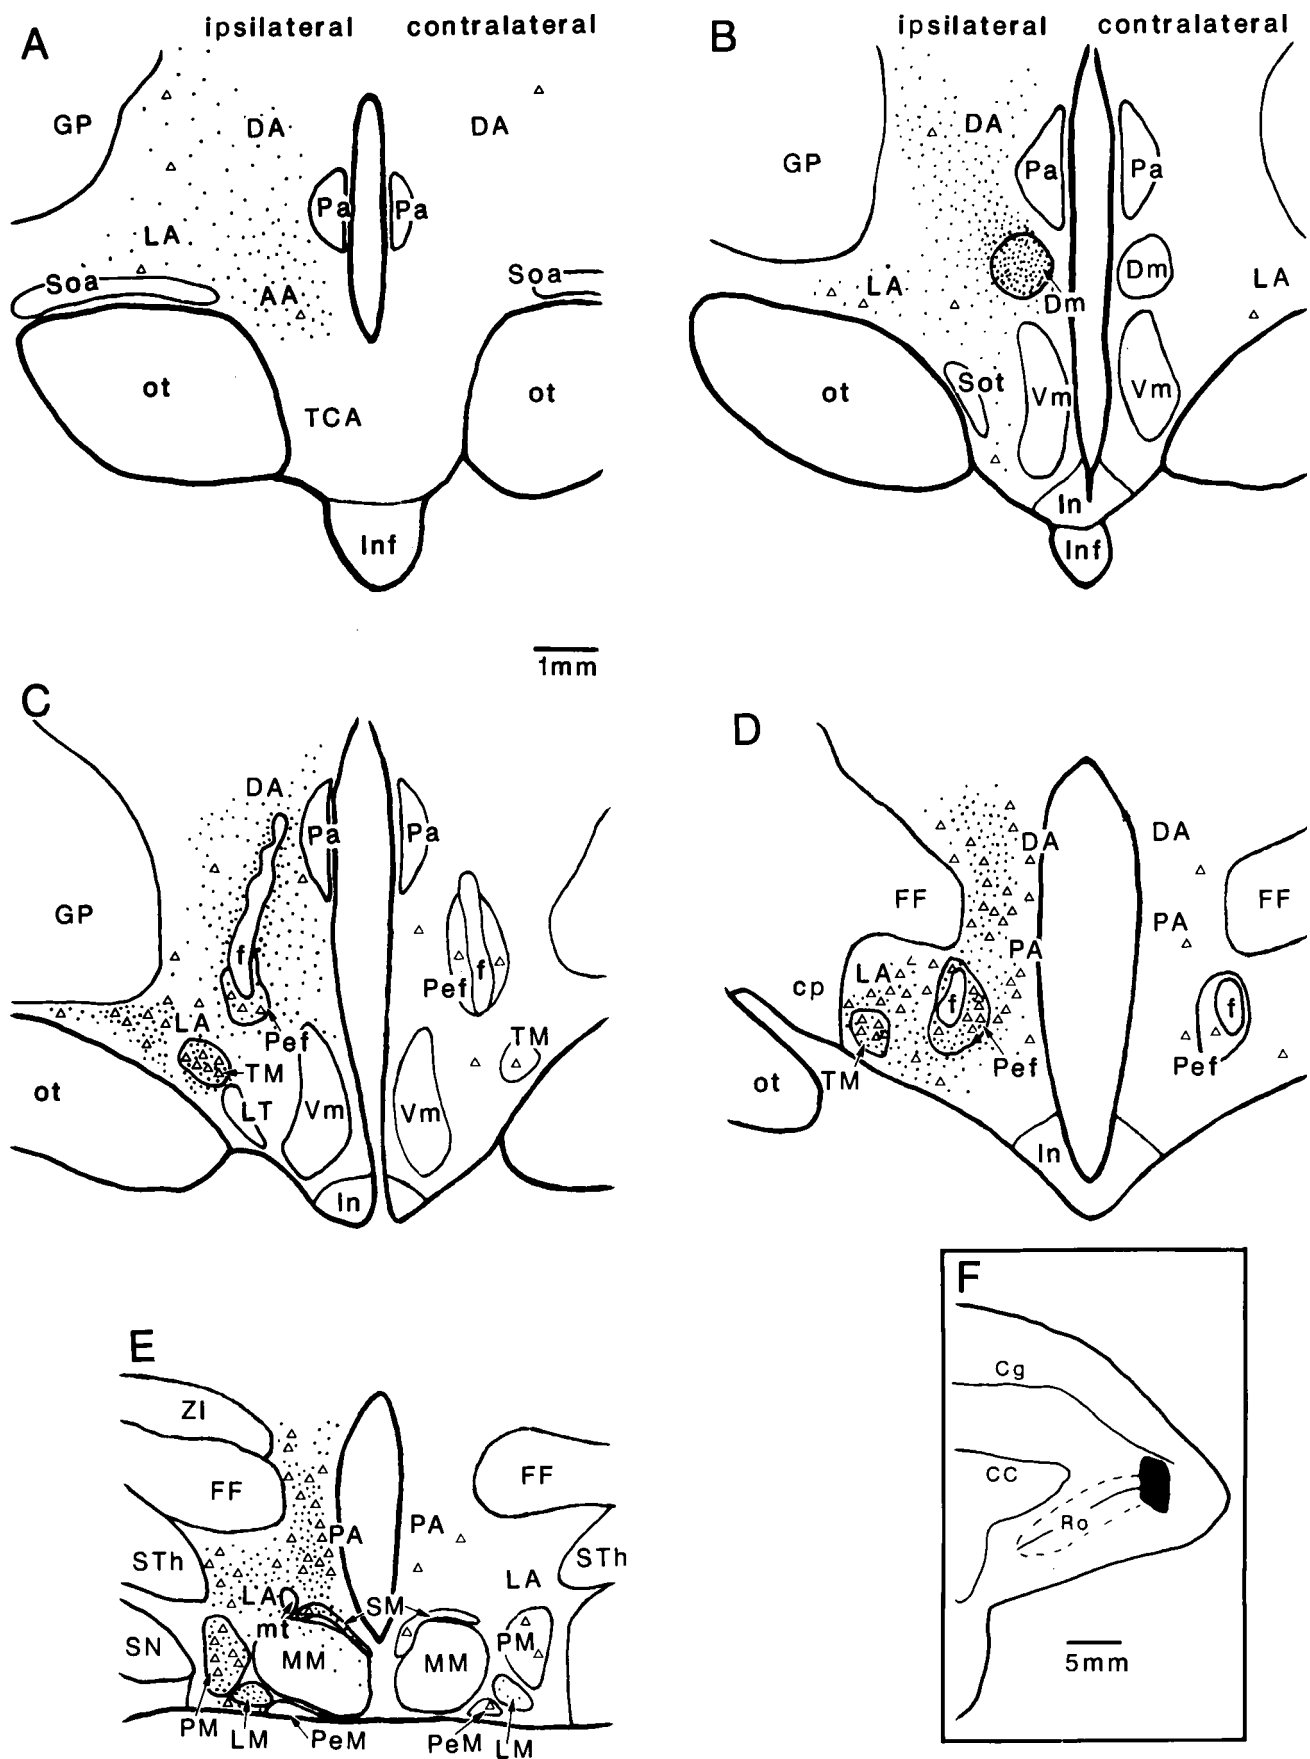 A ipsilateral contralateral
GP DA DA
Pa Pa
LA
Soa AA Soa
ot TCA ot
Inf
B ipsilateral contralateral
DA
GP Pa Pa
LA Dm Dm LA
Sot Vm Vm
ot
In
Inf
1mm
C
DA
Pa Pa
GP
f f
Pef Pef
LA TM TM
ot LT Vm Vm
In
D
DA DA
FF FF
PA PA
cp LA f f
TM Pef Pef
ot
In
E
ZI
FF FF
PA PA
STh STh
LA SM LA
mt
SN MM MM PM
PM LM PeM PeM LM
F
Cg
CC
Ro
5mm